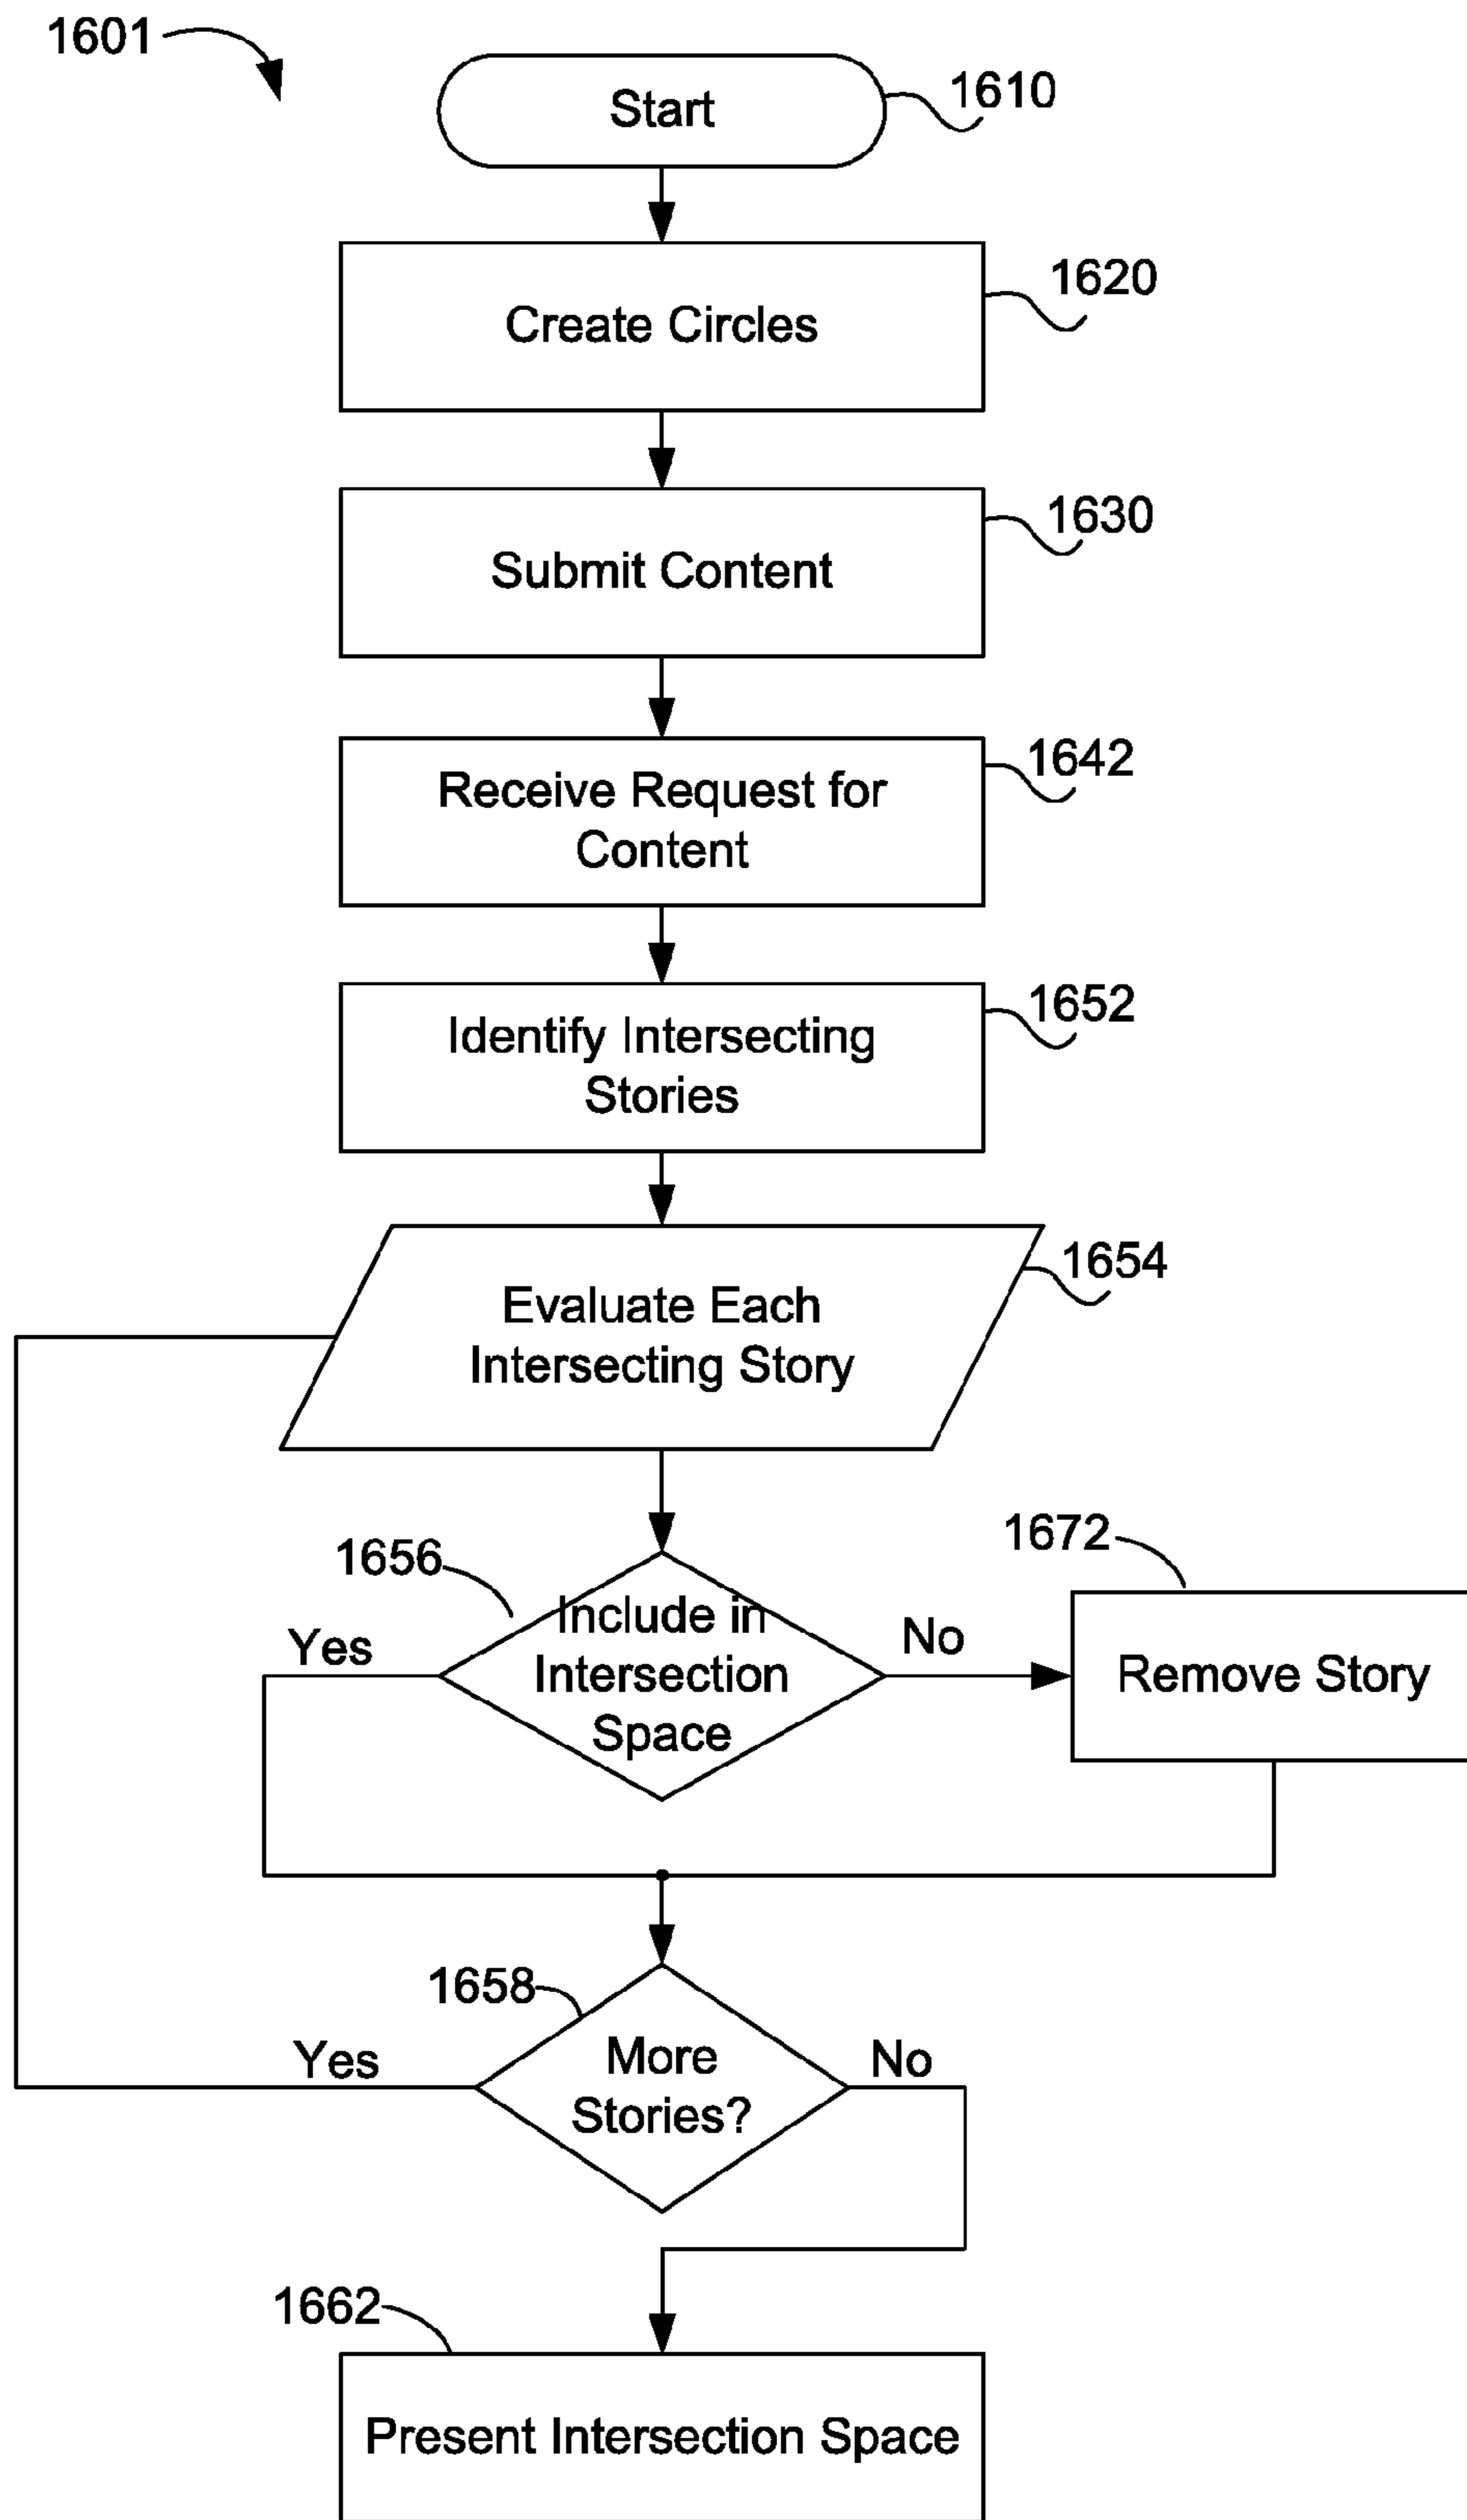 1601
Start
1610
Create Circles
1620
Submit Content
1630
Receive Request for
Content
1642
Identify Intersecting
Stories
1652
Evaluate Each
Intersecting Story
1654
1656
Include in
Intersection
Space
Yes
No
1672
Remove Story
1658
More
Stories?
Yes
No
1662
Present Intersection Space